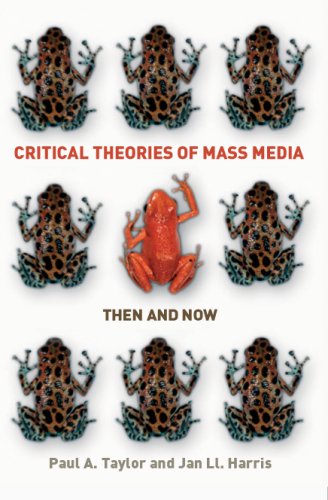 CRITICAL THEORIES OF MASS MEDIA
THEN AND NOW
Paul A. Taylor and Jan Ll. Harris